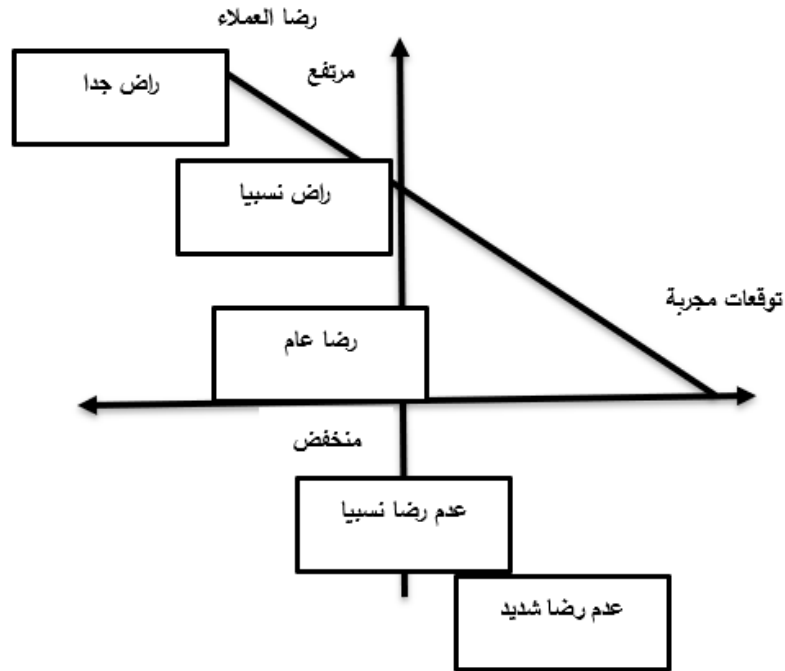 رضا العملاء
مرتفع
راض جدا
راض نسبيا
توقعات مجربة
رضا عام
منخفض
عدم رضا نسبيا
عدم رضا شديد